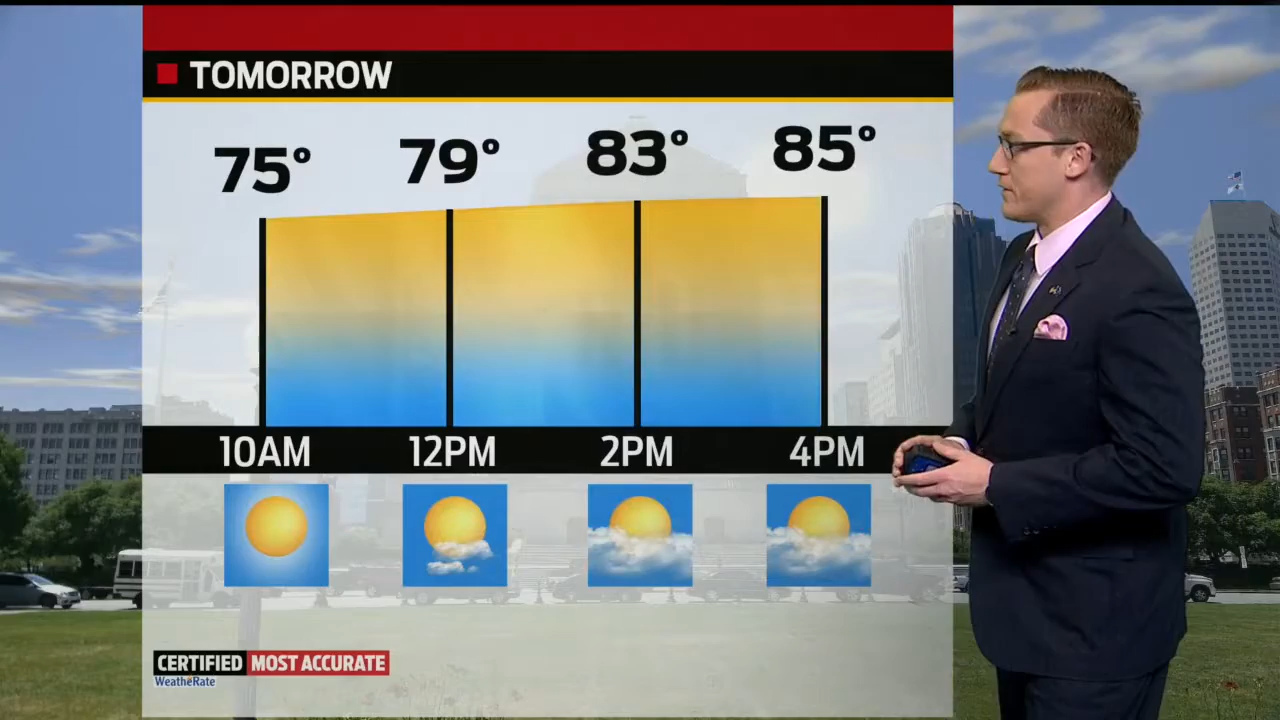 TOMORROW
75° 79° 83° 85°
10AM 12PM 2PM 4PM
CERTIFIED MOST ACCURATE
WeatheRate